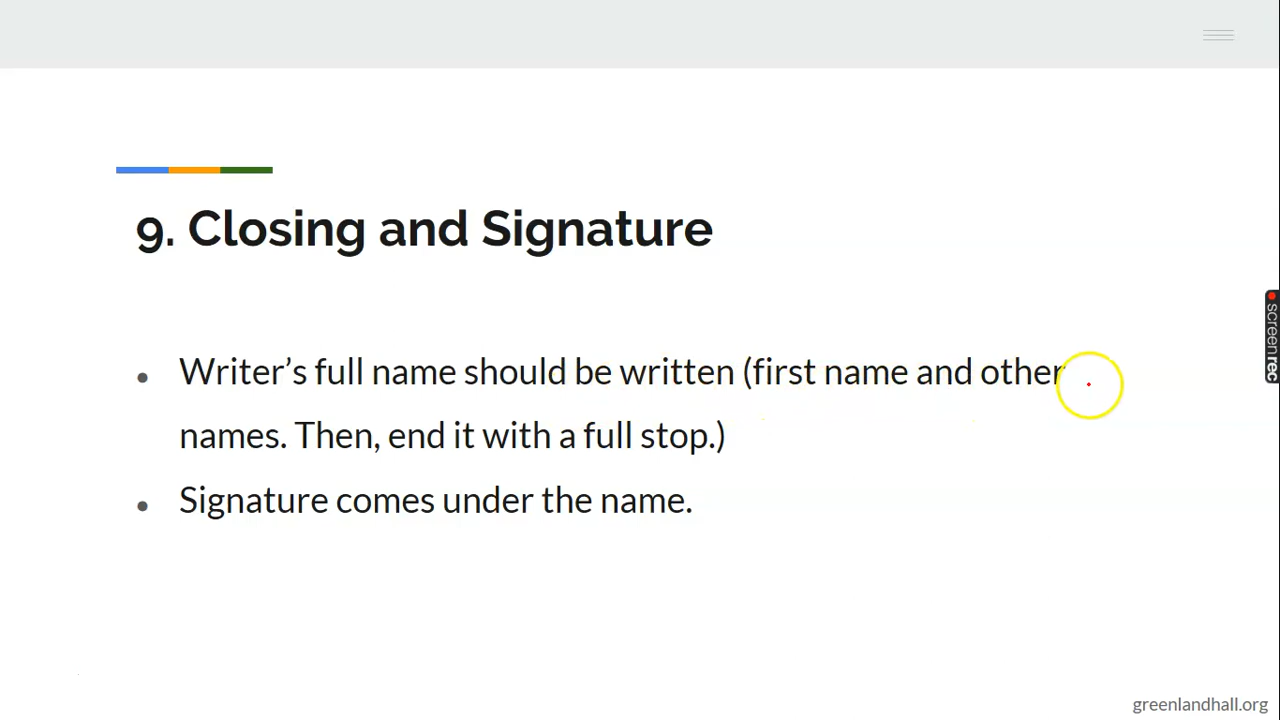 9. Closing and Signature
● Writer’s full name should be written (first name and other
names. Then, end it with a full stop.)
● Signature comes under the name.
screenrec
greenlandhall.org